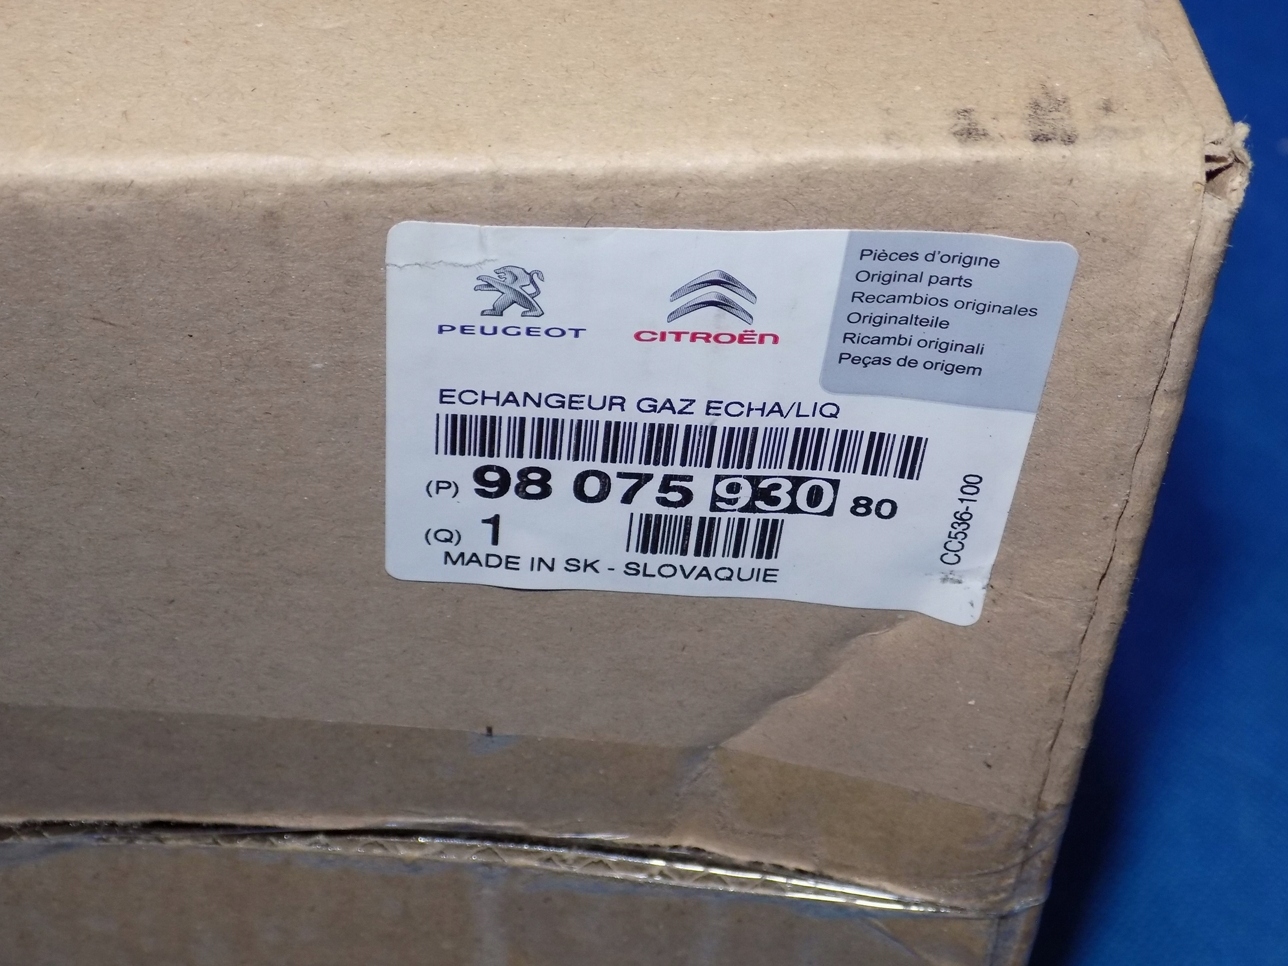 PEUGEOT
CITROËN
Pièces d'origine
Original parts
Recambios originales
Originalteile
Ricambi originali
Peças de origem
ECHANGEUR GAZ ECHA/LIQ
(P) 98 075 930 80
(Q) 1
MADE IN SK - SLOVAQUIE
CC536-100